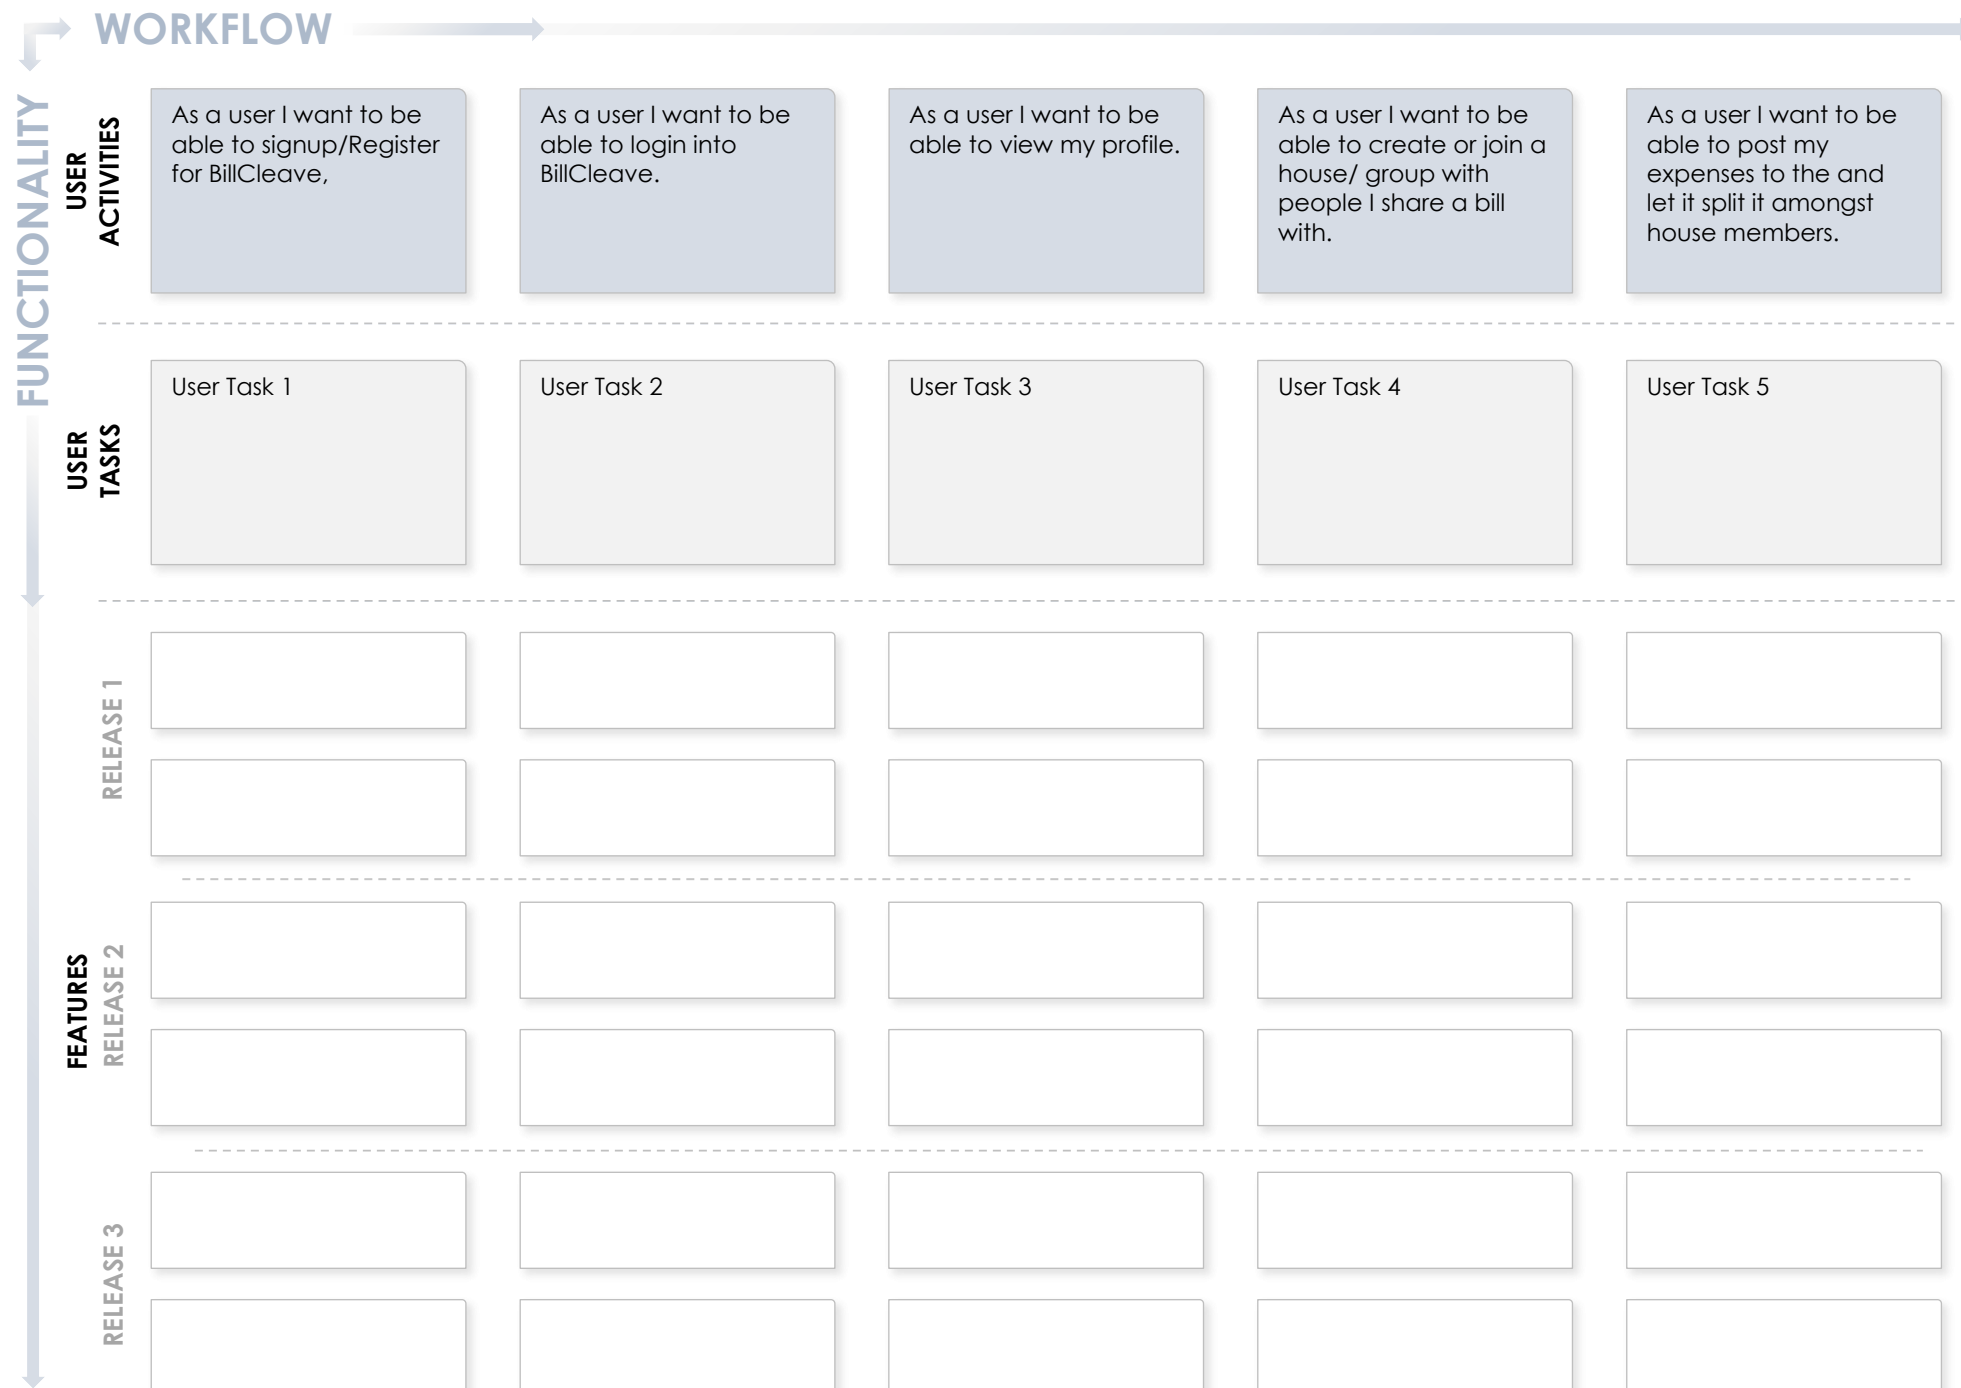 WORKFLOW
FUNCTIONALITY
USER
ACTIVITIES
As a user I want to be
able to signup/Register
for BillCleave,
As a user I want to be
able to login into
BillCleave.
As a user I want to be
able to view my profile.
As a user I want to be
able to create or join a
house/ group with
people I share a bill
with.
As a user I want to be
able to post my
expenses to the and
let it split it amongst
house members.
USER
TASKS
User Task 1
User Task 2
User Task 3
User Task 4
User Task 5
FEATURES
RELEASE 1
RELEASE 2
RELEASE 3